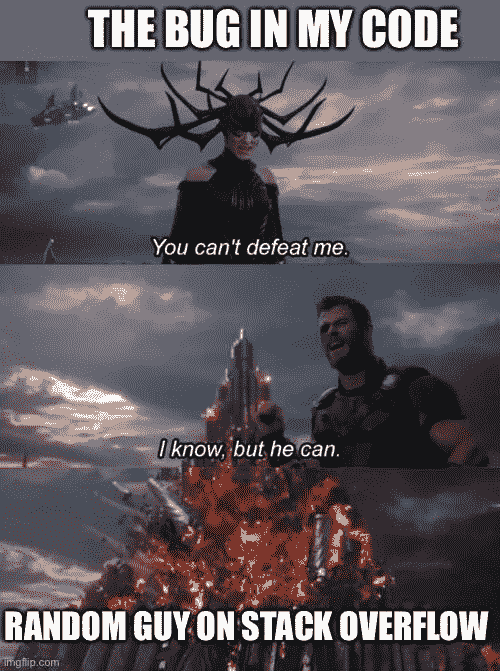 THE BUG IN MY CODE
You can't defeat me.
I know, but he can.
RANDOM GUY ON STACK OVERFLOW
imgflip.com